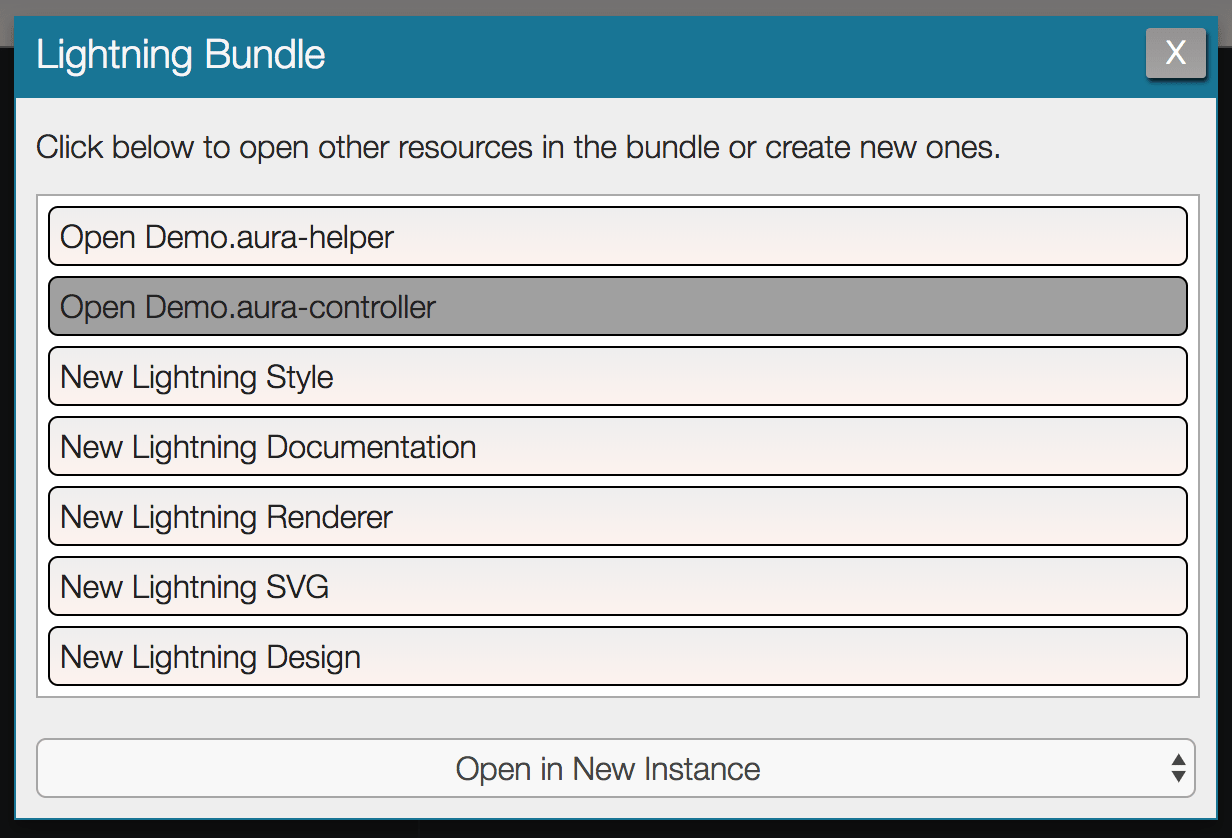 Lightning Bundle
X
Click below to open other resources in the bundle or create new ones.
Open Demo.aura-helper
Open Demo.aura-controller
New Lightning Style
New Lightning Documentation
New Lightning Renderer
New Lightning SVG
New Lightning Design
Open in New Instance